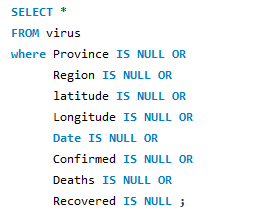 SELECT *
FROM virus
where Province IS NULL OR
Region IS NULL OR
latitude IS NULL OR
Longitude IS NULL OR
Date IS NULL OR
Confirmed IS NULL OR
Deaths IS NULL OR
Recovered IS NULL ;